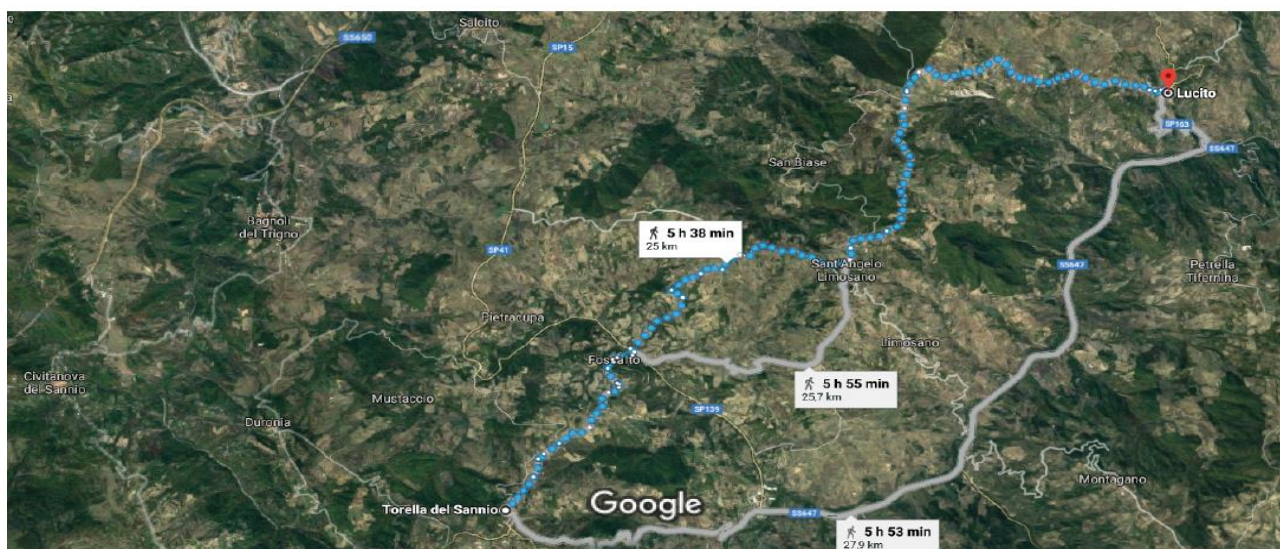 Salcito
SS650
SP15
Lucito
SP163
SS647
San Biase
Bagnoli
del Trigno
5 h 38 min
25 km
SP41
Sant'Angelo
Limosano
SS647
Petrella
Tifernina
Pietracupa
Limosano
Fossalto
5 h 55 min
25,7 km
Civitanova
del Sannio
Mustaccio
SP139
Duronia
Montagano
Torella del Sannio
Google
SS647
5 h 53 min
27,9 km